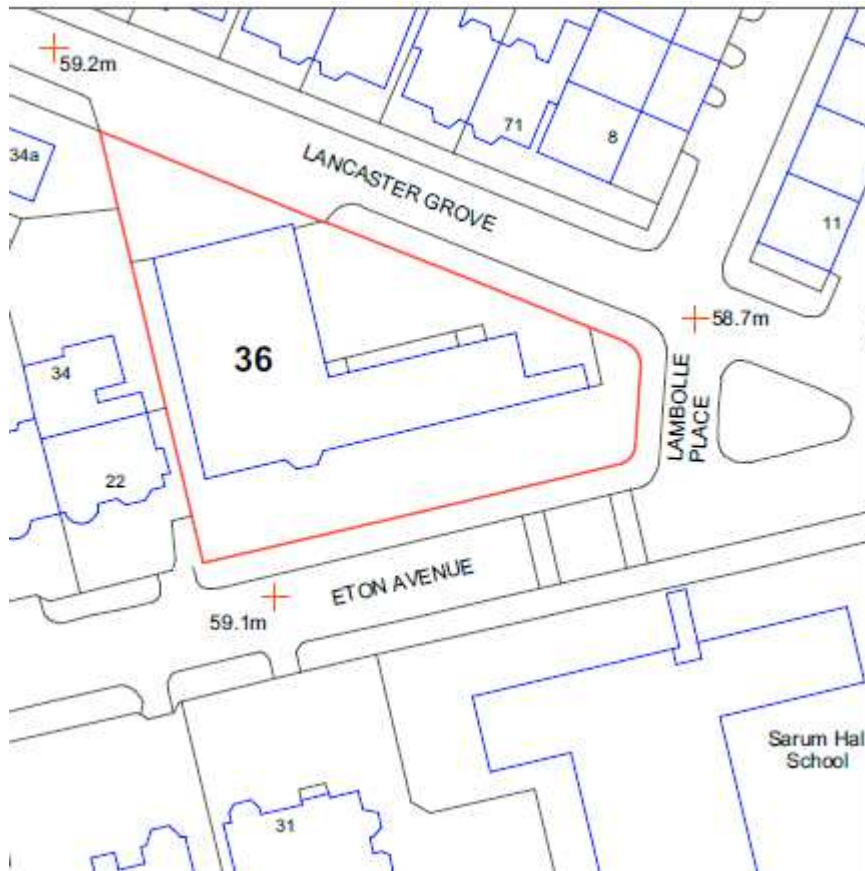 59.2m
34a
71
8
LANCASTER GROVE
11
58.7m
36
34
LAMBOLLE
PLACE
22
ETON AVENUE
59.1m
Sarum Hal
School
31